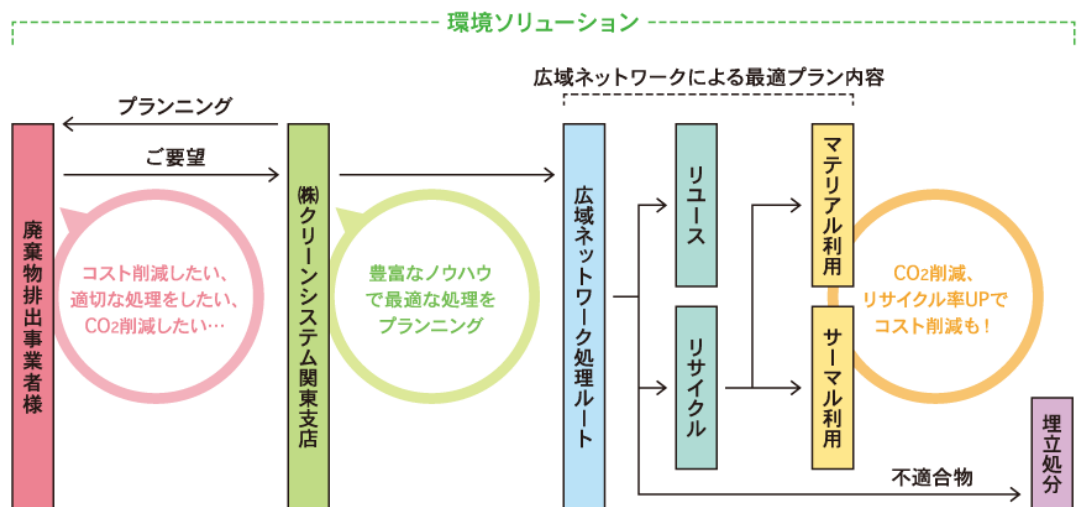 環境ソリューション
広域ネットワークによる最適プラン内容
プランニング
ご要望
廃棄物排出事業者様
コスト削減したい、
適切な処理をしたい、
CO2削減したい…
㈱クリーンシステム関東支店
豊富なノウハウ
で最適な処理を
プランニング
広域ネットワーク処理ルート
リユース
リサイクル
マテリアル利用
サーマル利用
CO2削減、
リサイクル率UPで
コスト削減も!
不適合物
埋立処分